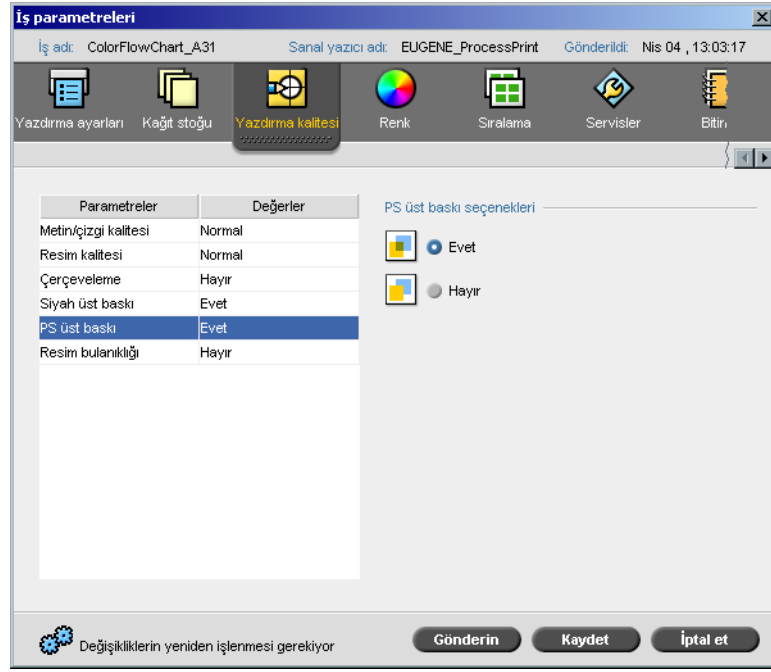 İş parametreleri
İş adı: ColorFlowChart_A31 Sanal yazıcı adı: EUGENE_ProcessPrint Gönderildi: Nis 04 , 13:03:17
Yazdırma ayarları Kağıt stoğu Yazdırma kalitesi Renk Sıralama Servisler Bitin
Parametreler Değerler
Metin/çizgi kalitesi Normal
Resim kalitesi Normal
Çerçeveleme Hayır
Siyah üst baskı Evet
PS üst baskı Evet
Resim bulanıklığı Hayır
PS üst baskı seçenekleri
Evet
Hayır
Değişikliklerin yeniden işlenmesi gerekiyor
Gönderin Kaydet İptal et